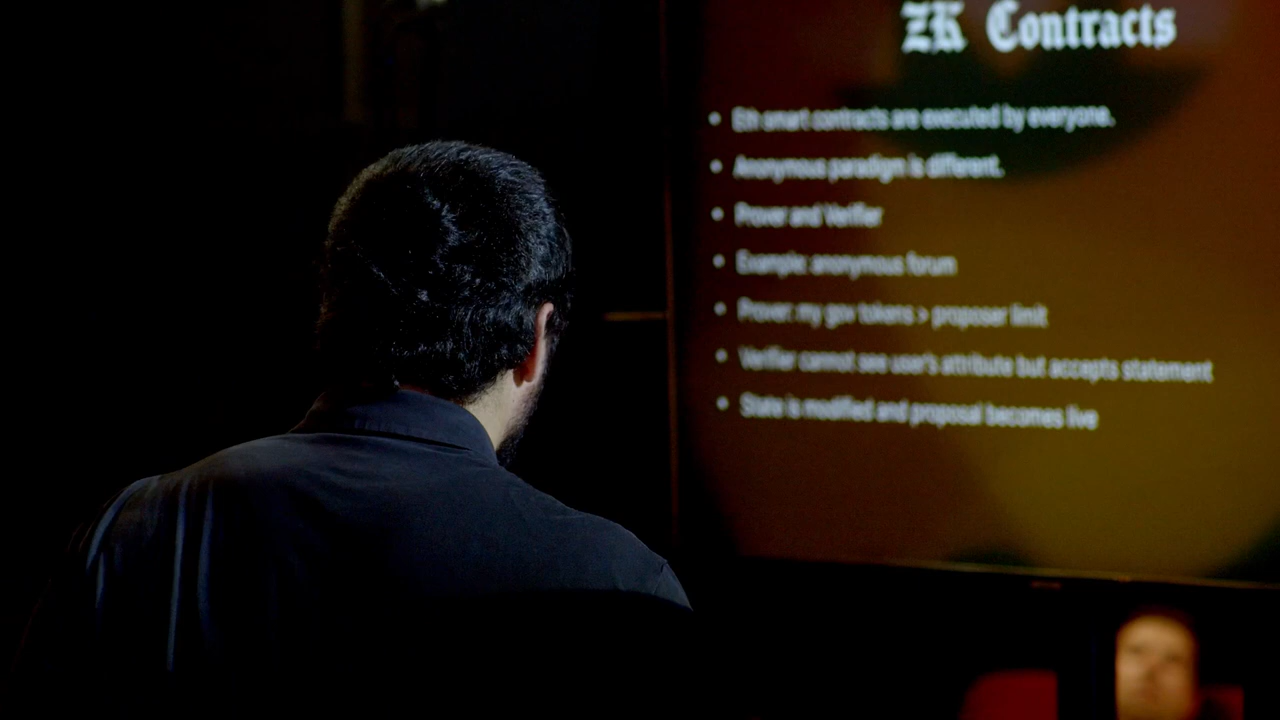 ZK Contracts
• Eth smart contracts are executed by everyone.
• Anonymous paradigm is different.
• Prover and Verifier
• Example: anonymous forum
• Prover: my gov tokens > proposer limit
• Verifier cannot see user's attribute but accepts statement
• State is modified and proposal becomes live